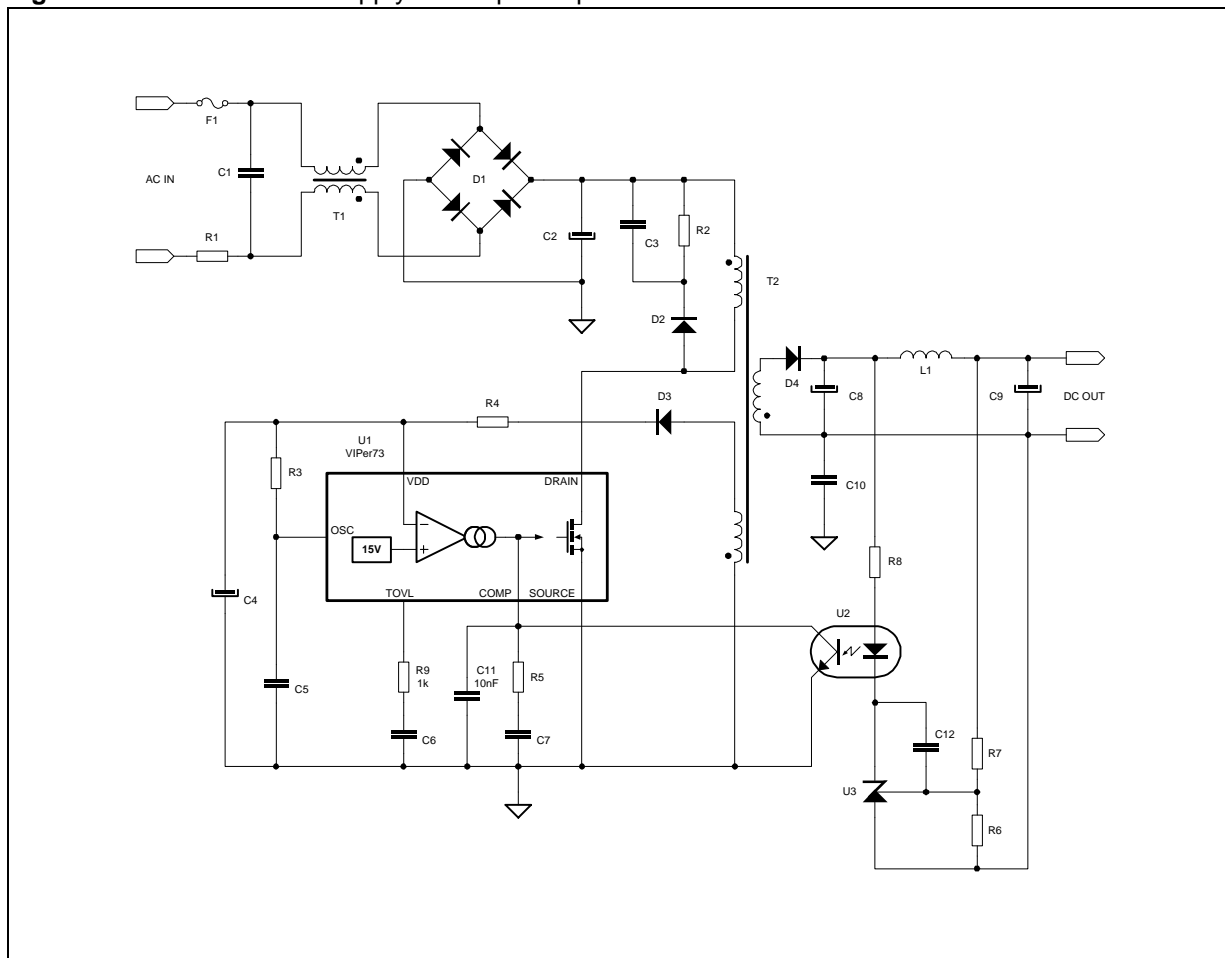 F1
C1
D1
AC IN
T1
R1
C2
C3
R2
T2
D2
D4
L1
C8
C9
DC OUT
D3
R4
U1
VIPer73
R3
VDD
DRAIN
C10
OSC
15V
R8
C4
TOVL
COMP
SOURCE
U2
R9
1k
C11
10nF
R5
C5
C6
C7
C12
R7
U3
R6